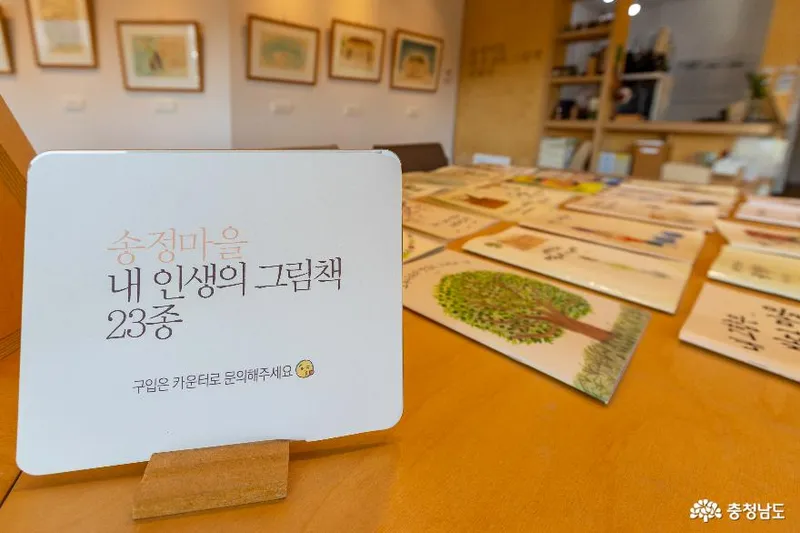 송정마을
내 인생의 그림책
23종
구입은 카운터로 문의해주세요
충청남도